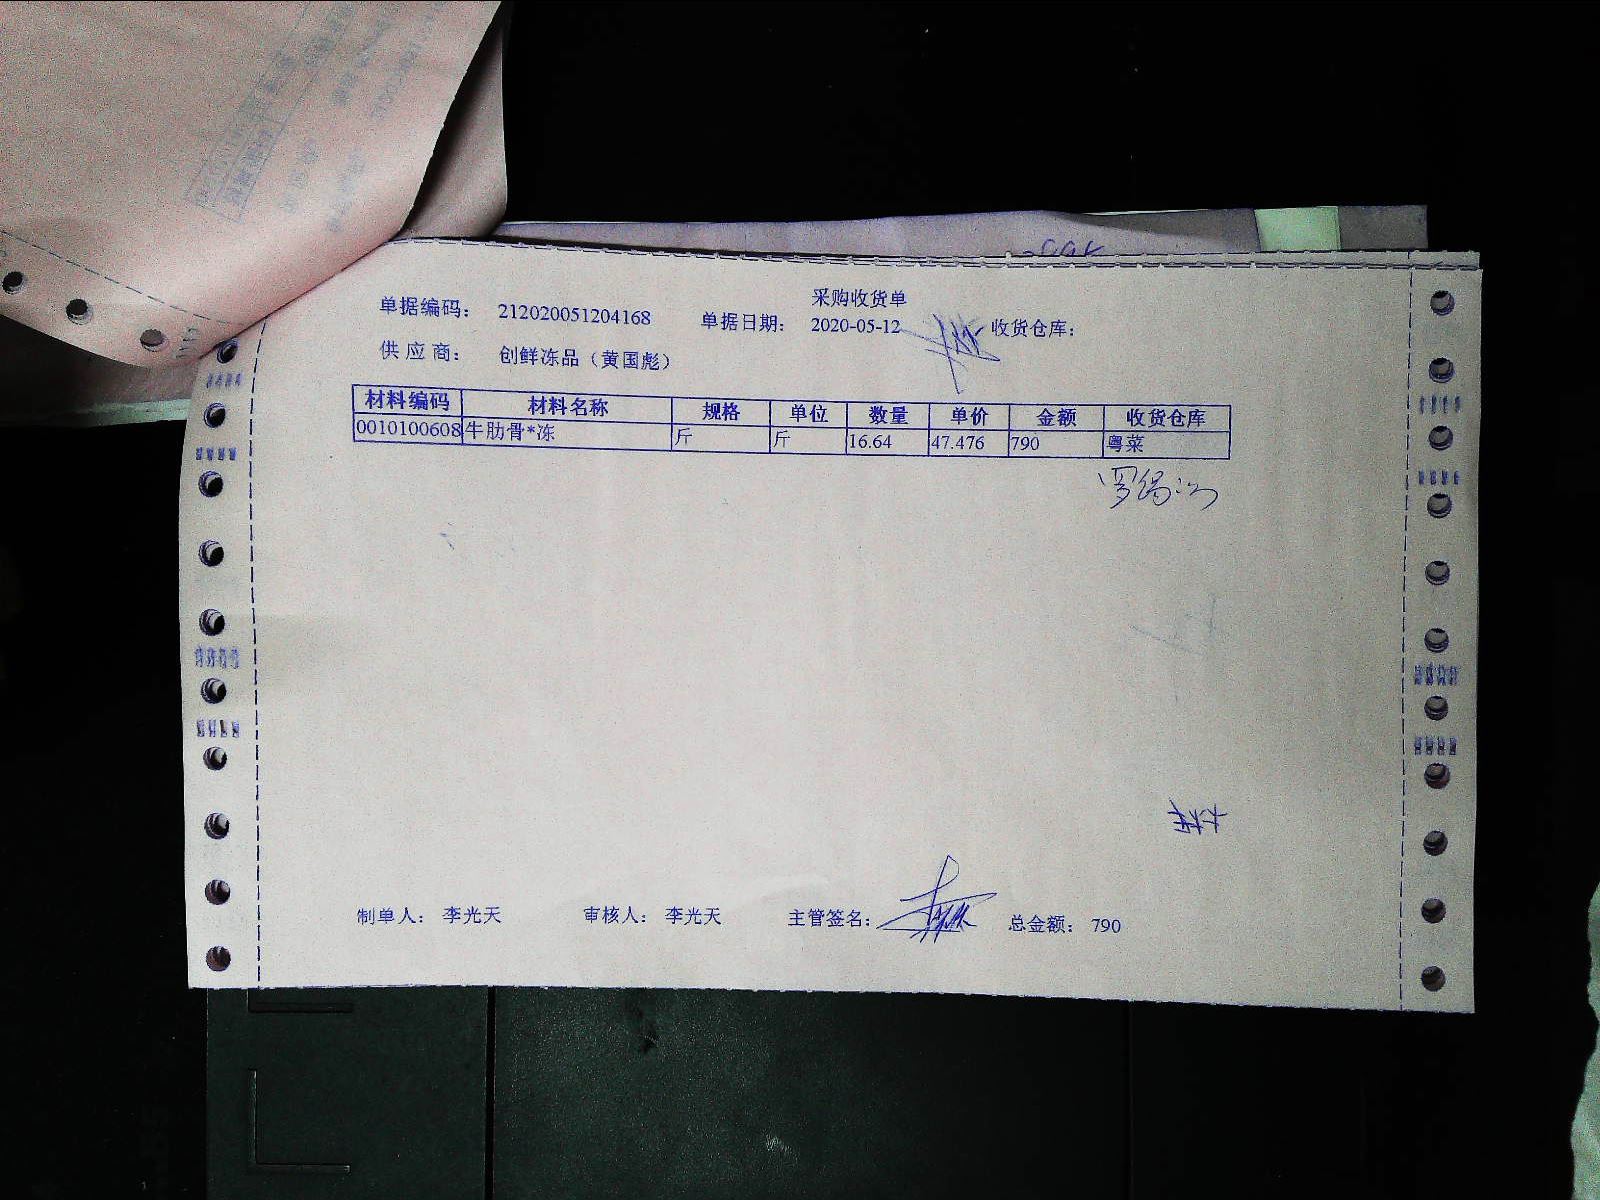 采购收货单
单据编码： 212020051204168 单据日期： 2020-05-12 收货仓库：
供应商： 创鲜冻品（黄国彪）
材料编码 材料名称 规格 单位 数量 单价 金额 收货仓库
0010100608 牛肋骨*冻 斤 斤 16.64 47.476 790 粤菜
制单人： 李光天 审核人： 李光天 主管签名： 总金额： 790